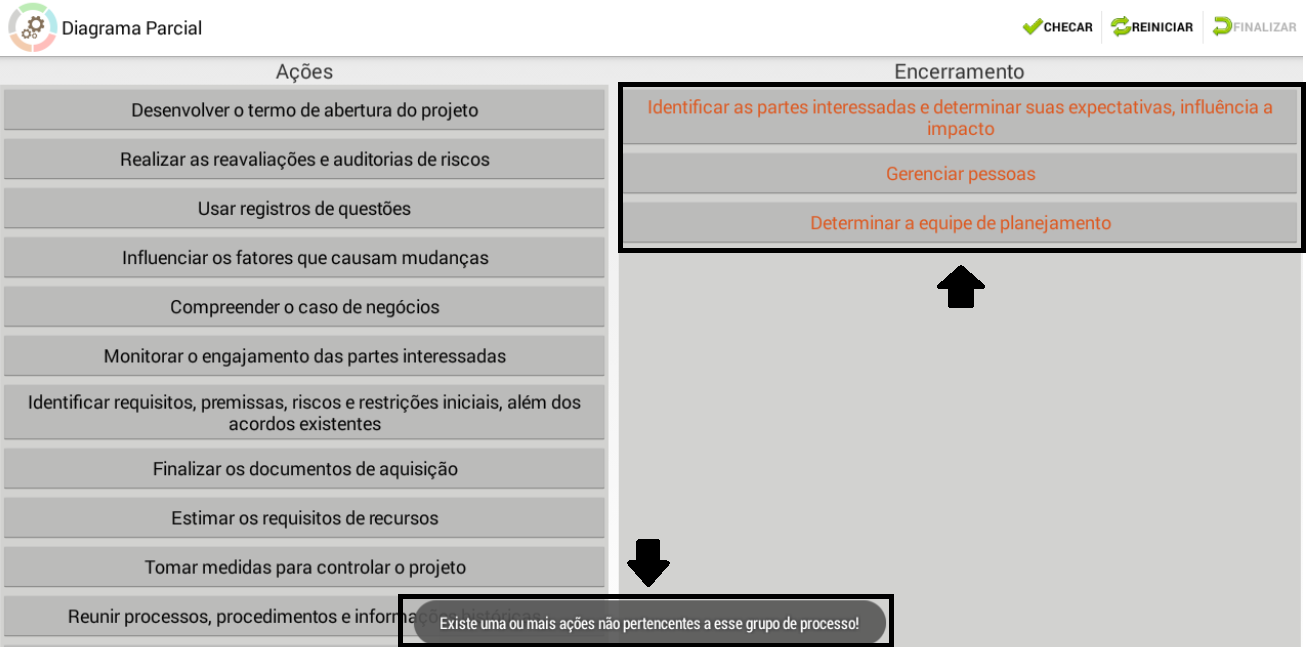 Diagrama Parcial
CHECAR
REINICIAR
FINALIZAR
Ações
Desenvolver o termo de abertura do projeto
Realizar as reavaliações e auditorias de riscos
Usar registros de questões
Influenciar os fatores que causam mudanças
Compreender o caso de negócios
Monitorar o engajamento das partes interessadas
Identificar requisitos, premissas, riscos e restrições iniciais, além dos
acordos existentes
Finalizar os documentos de aquisição
Estimar os requisitos de recursos
Tomar medidas para controlar o projeto
Reunir processos, procedimentos e informações históricas
Encerramento
Identificar as partes interessadas e determinar suas expectativas, influência a
impacto
Gerenciar pessoas
Determinar a equipe de planejamento
Existe uma ou mais ações não pertencentes a esse grupo de processo!